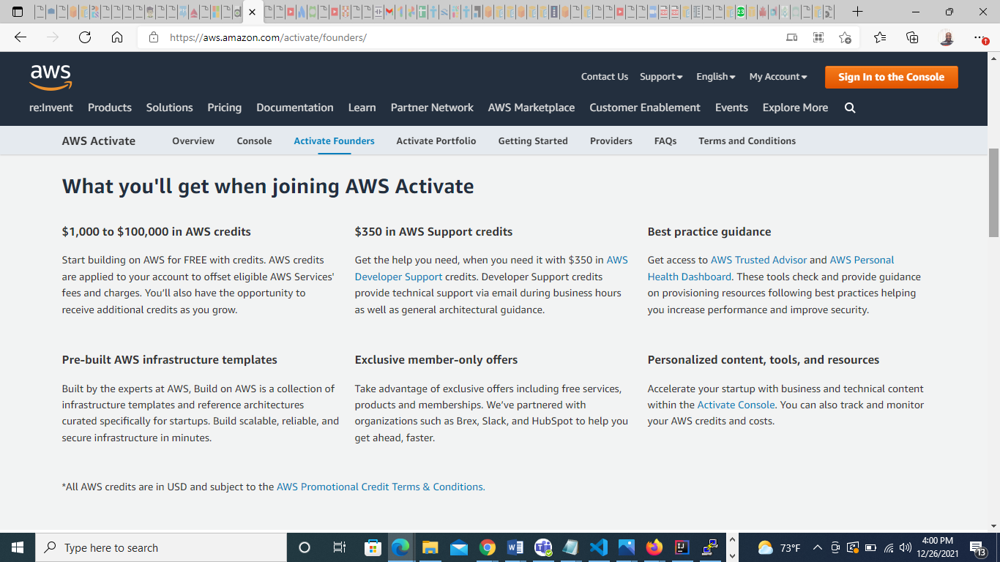 https://aws.amazon.com/activate/founders/
aws
Contact Us Support English My Account Sign In to the Console
re:Invent Products Solutions Pricing Documentation Learn Partner Network AWS Marketplace Customer Enablement Events Explore More
AWS Activate Overview Console Activate Founders Activate Portfolio Getting Started Providers FAQs Terms and Conditions
What you'll get when joining AWS Activate
$1,000 to $100,000 in AWS credits
Start building on AWS for FREE with credits. AWS credits
are applied to your account to offset eligible AWS Services'
fees and charges. You’ll also have the opportunity to
receive additional credits as you grow.
$350 in AWS Support credits
Get the help you need, when you need it with $350 in AWS
Developer Support credits. Developer Support credits
provide technical support via email during business hours
as well as general architectural guidance.
Best practice guidance
Get access to AWS Trusted Advisor and AWS Personal
Health Dashboard. These tools check and provide guidance
on provisioning resources following best practices helping
you increase performance and improve security.
Pre-built AWS infrastructure templates
Built by the experts at AWS, Build on AWS is a collection of
infrastructure templates and reference architectures
curated specifically for startups. Build scalable, reliable, and
secure infrastructure in minutes.
Exclusive member-only offers
Take advantage of exclusive offers including free services,
products and memberships. We’ve partnered with
organizations such as Brex, Slack, and HubSpot to help you
get ahead, faster.
Personalized content, tools, and resources
Accelerate your startup with business and technical content
within the Activate Console. You can also track and monitor
your AWS credits and costs.
*All AWS credits are in USD and subject to the AWS Promotional Credit Terms & Conditions.
Type here to search
73°F
4:00 PM
12/26/2021
13